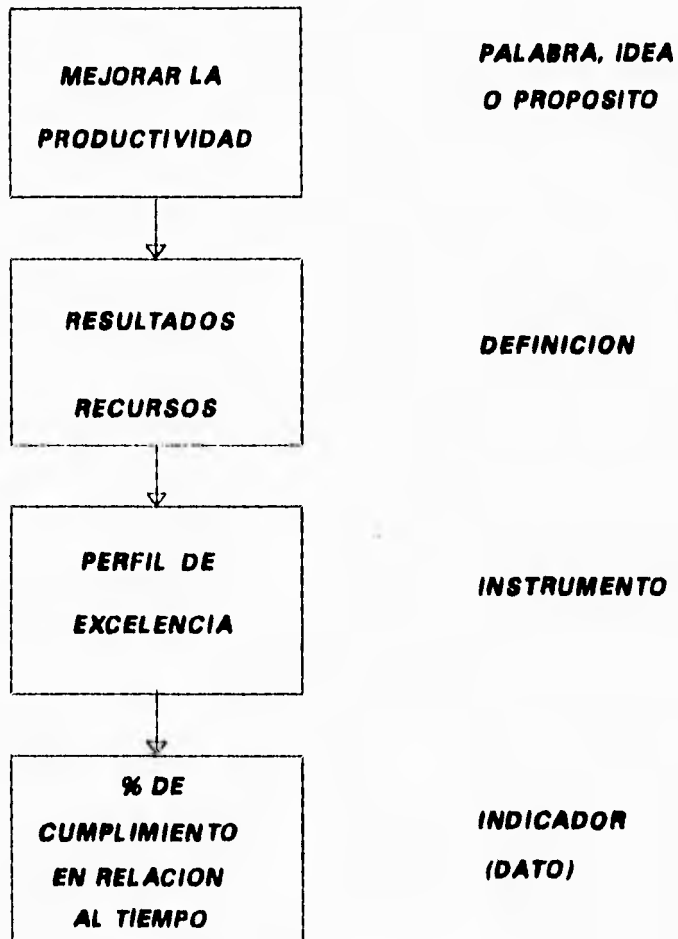 MEJORAR LA
PRODUCTIVIDAD
PALABRA, IDEA
O PROPOSITO
RESULTADOS
RECURSOS
DEFINICION
PERFIL DE
EXCELENCIA
INSTRUMENTO
% DE
CUMPLIMIENTO
EN RELACION
AL TIEMPO
INDICADOR
(DATO)